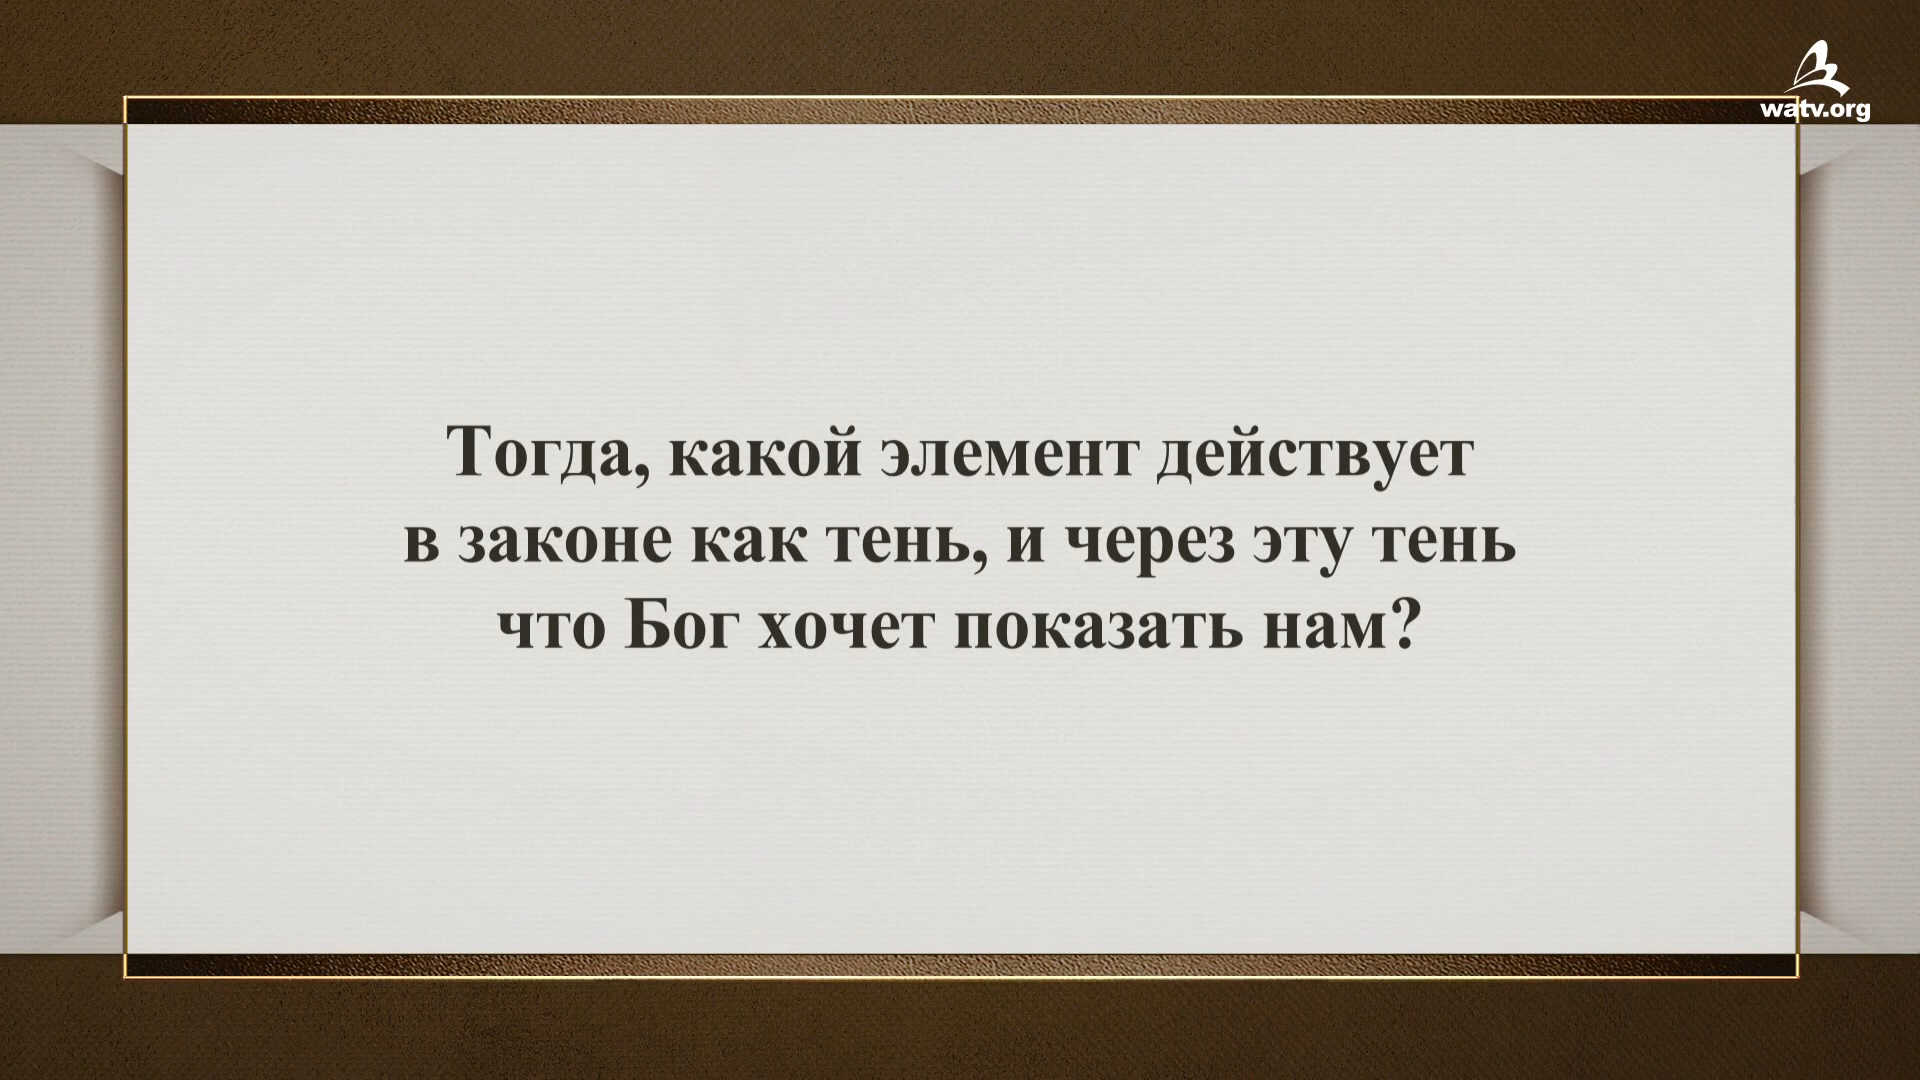 watv.org
Тогда, какой элемент действует
в законе как тень, и через эту тень
что Бог хочет показать нам?